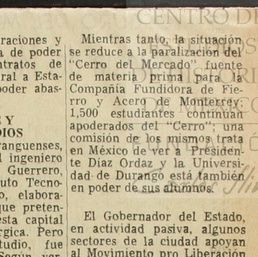 raciones y
a de poder
ntratos de
ral a Esta-
poder abas-
E Y
DIOS
ranguenses,
l ingeniero
Guerrero,
uto Tecno-
, elabora-
que preten-
esta capital
rgica. Pero
tudio, fue
Mientras tanto, la situación
se reduce a la paralización del
"Cerro del Mercado" fuente
de materia prima para la
Compañía Fundidora de Fie-
rro y Acero de Monterrey.
1,500 estudiantes continúan
apoderados del "Cerro"; una
comisión de los mismos trata
en México de ver a Presiden-
te Díaz Ordaz y la Universi-
dad de Durango está también
en poder de sus alumnos.
El Gobernador del Estado,
en actividad pasiva, algunos
sectores de la ciudad apoyan
al Movimiento pro Liberación
CENTRO DE